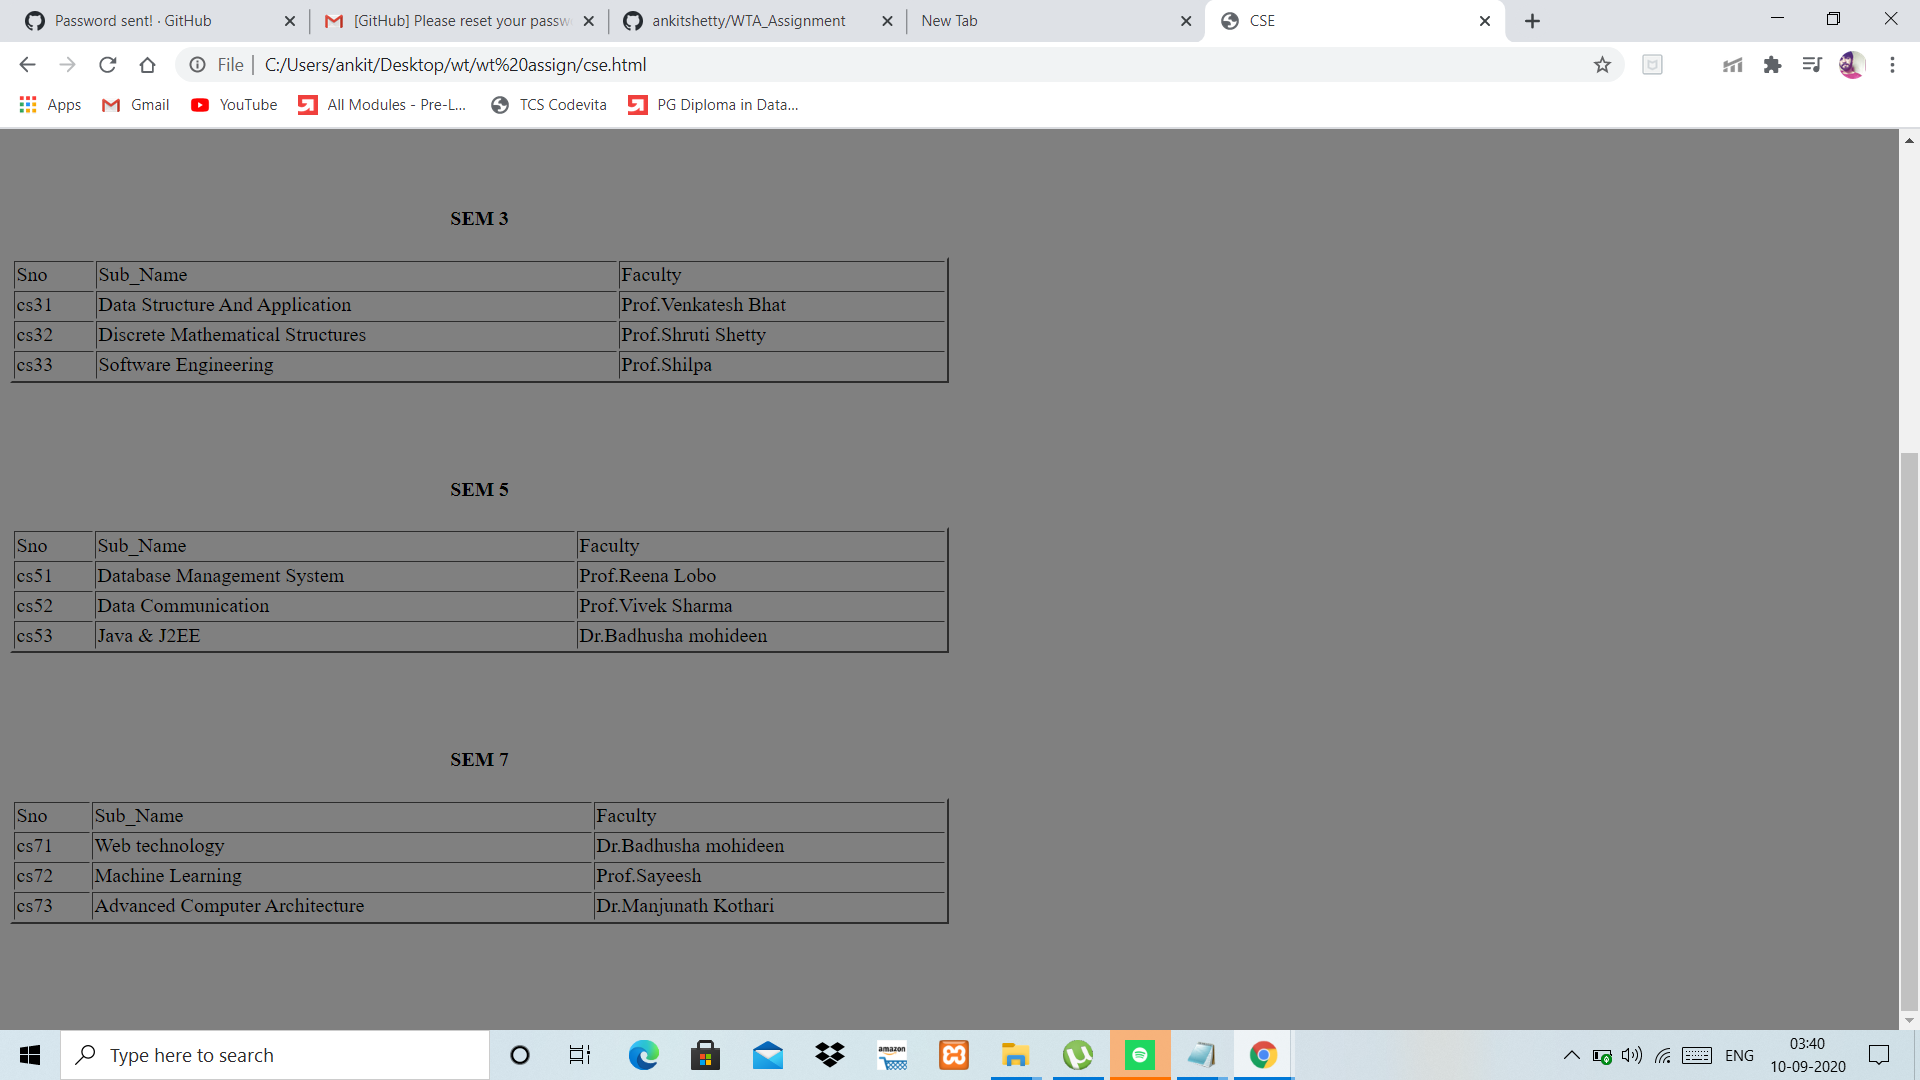 Password sent! · GitHub
[GitHub] Please reset your passw
ankitshetty/WTA_Assignment
New Tab
CSE
File
C:/Users/ankit/Desktop/wt/wt%20assign/cse.html
Apps
Gmail
YouTube
All Modules - Pre-L...
TCS Codevita
PG Diploma in Data...
SEM 3
Sno Sub_Name Faculty
cs31 Data Structure And Application Prof.Venkatesh Bhat
cs32 Discrete Mathematical Structures Prof.Shruti Shetty
cs33 Software Engineering Prof.Shilpa
SEM 5
Sno Sub_Name Faculty
cs51 Database Management System Prof.Reena Lobo
cs52 Data Communication Prof.Vivek Sharma
cs53 Java & J2EE Dr.Badhusha mohideen
SEM 7
Sno Sub_Name Faculty
cs71 Web technology Dr.Badhusha mohideen
cs72 Machine Learning Prof.Sayeesh
cs73 Advanced Computer Architecture Dr.Manjunath Kothari
Type here to search
amazon
ENG
03:40
10-09-2020